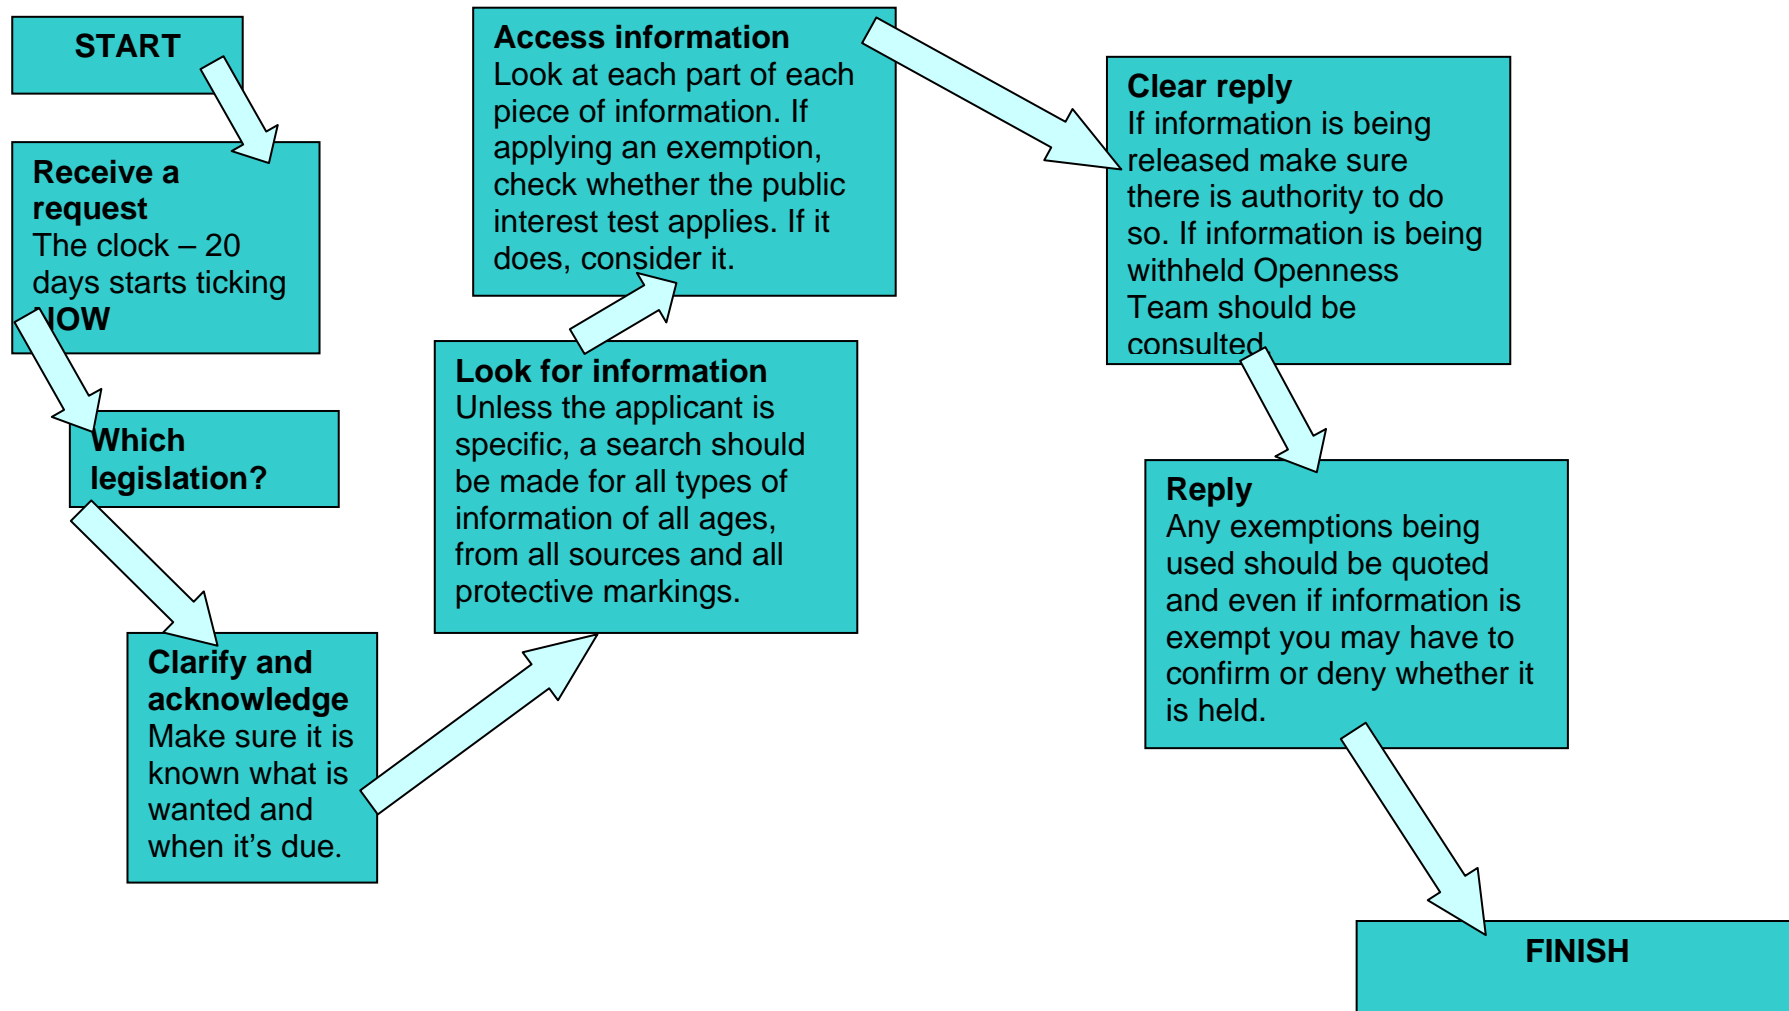 START
Receive a
request
The clock – 20
days starts ticking
NOW
Which
legislation?
Clarify and
acknowledge
Make sure it is
known what is
wanted and
when it’s due.
Look for information
Unless the applicant is
specific, a search should
be made for all types of
information of all ages,
from all sources and all
protective markings.
Access information
Look at each part of each
piece of information. If
applying an exemption,
check whether the public
interest test applies. If it
does, consider it.
Clear reply
If information is being
released make sure
there is authority to do
so. If information is being
withheld Openness
Team should be
consulted.
Reply
Any exemptions being
used should be quoted
and even if information is
exempt you may have to
confirm or deny whether it
is held.
FINISH